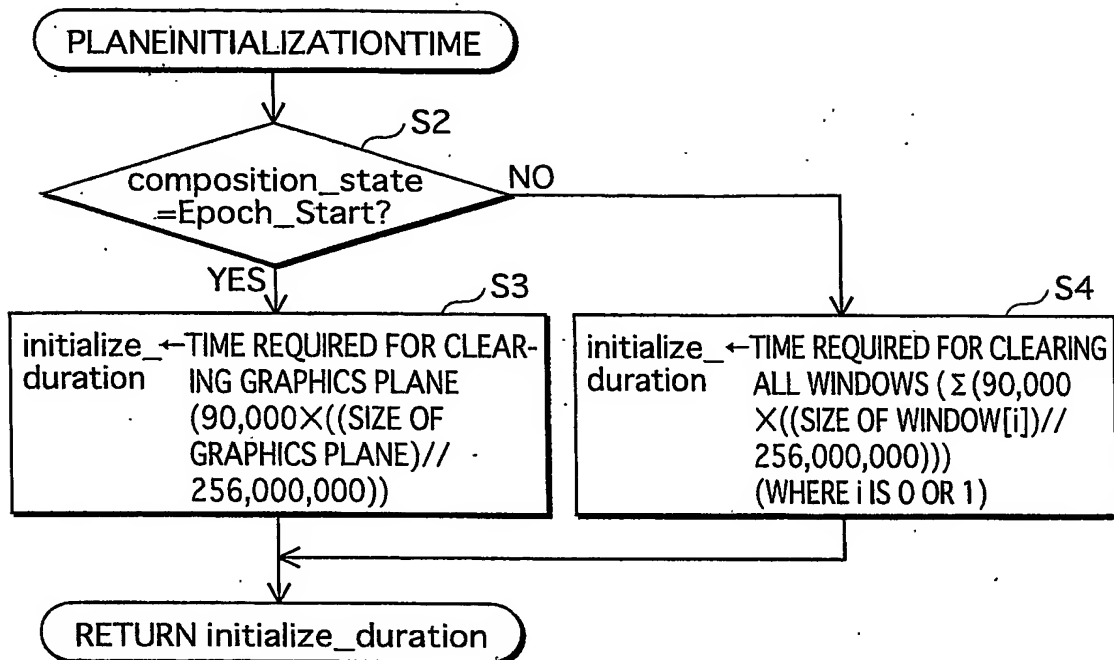 PLANEINITIALIZATIONTIME
S2
composition_state
=Epoch_Start?
NO
YES
S3
initialize_←TIME REQUIRED FOR CLEAR-
duration ING GRAPHICS PLANE
(90,000×((SIZE OF
GRAPHICS PLANE)//
256,000,000))
S4
initialize_←TIME REQUIRED FOR CLEARING
duration ALL WINDOWS (Σ(90,000
×((SIZE OF WINDOW[i])//
256,000,000)))
(WHERE i IS 0 OR 1)
RETURN initialize_duration